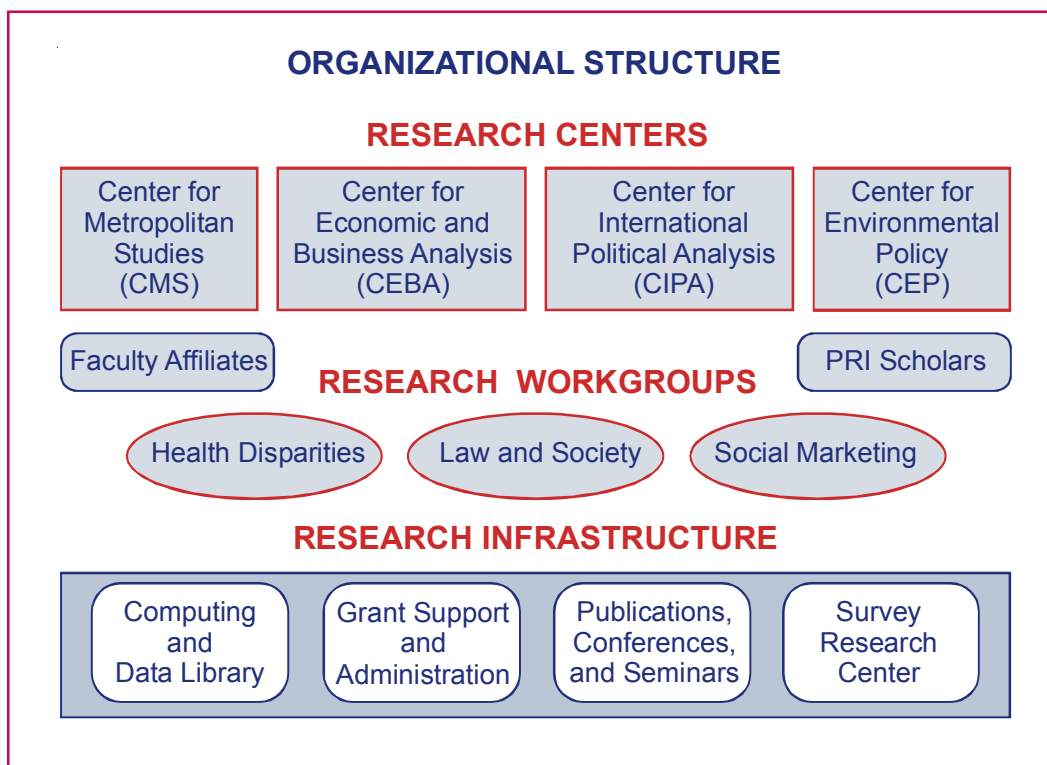 ORGANIZATIONAL STRUCTURE
RESEARCH CENTERS
Center for
Metropolitan
Studies
(CMS)
Center for
Economic and
Business Analysis
(CEBA)
Center for
International
Political Analysis
(CIPA)
Center for
Environmental
Policy
(CEP)
Faculty Affiliates
PRI Scholars
RESEARCH WORKGROUPS
Health Disparities
Law and Society
Social Marketing
RESEARCH INFRASTRUCTURE
Computing
and
Data Library
Grant Support
and
Administration
Publications,
Conferences,
and Seminars
Survey
Research
Center